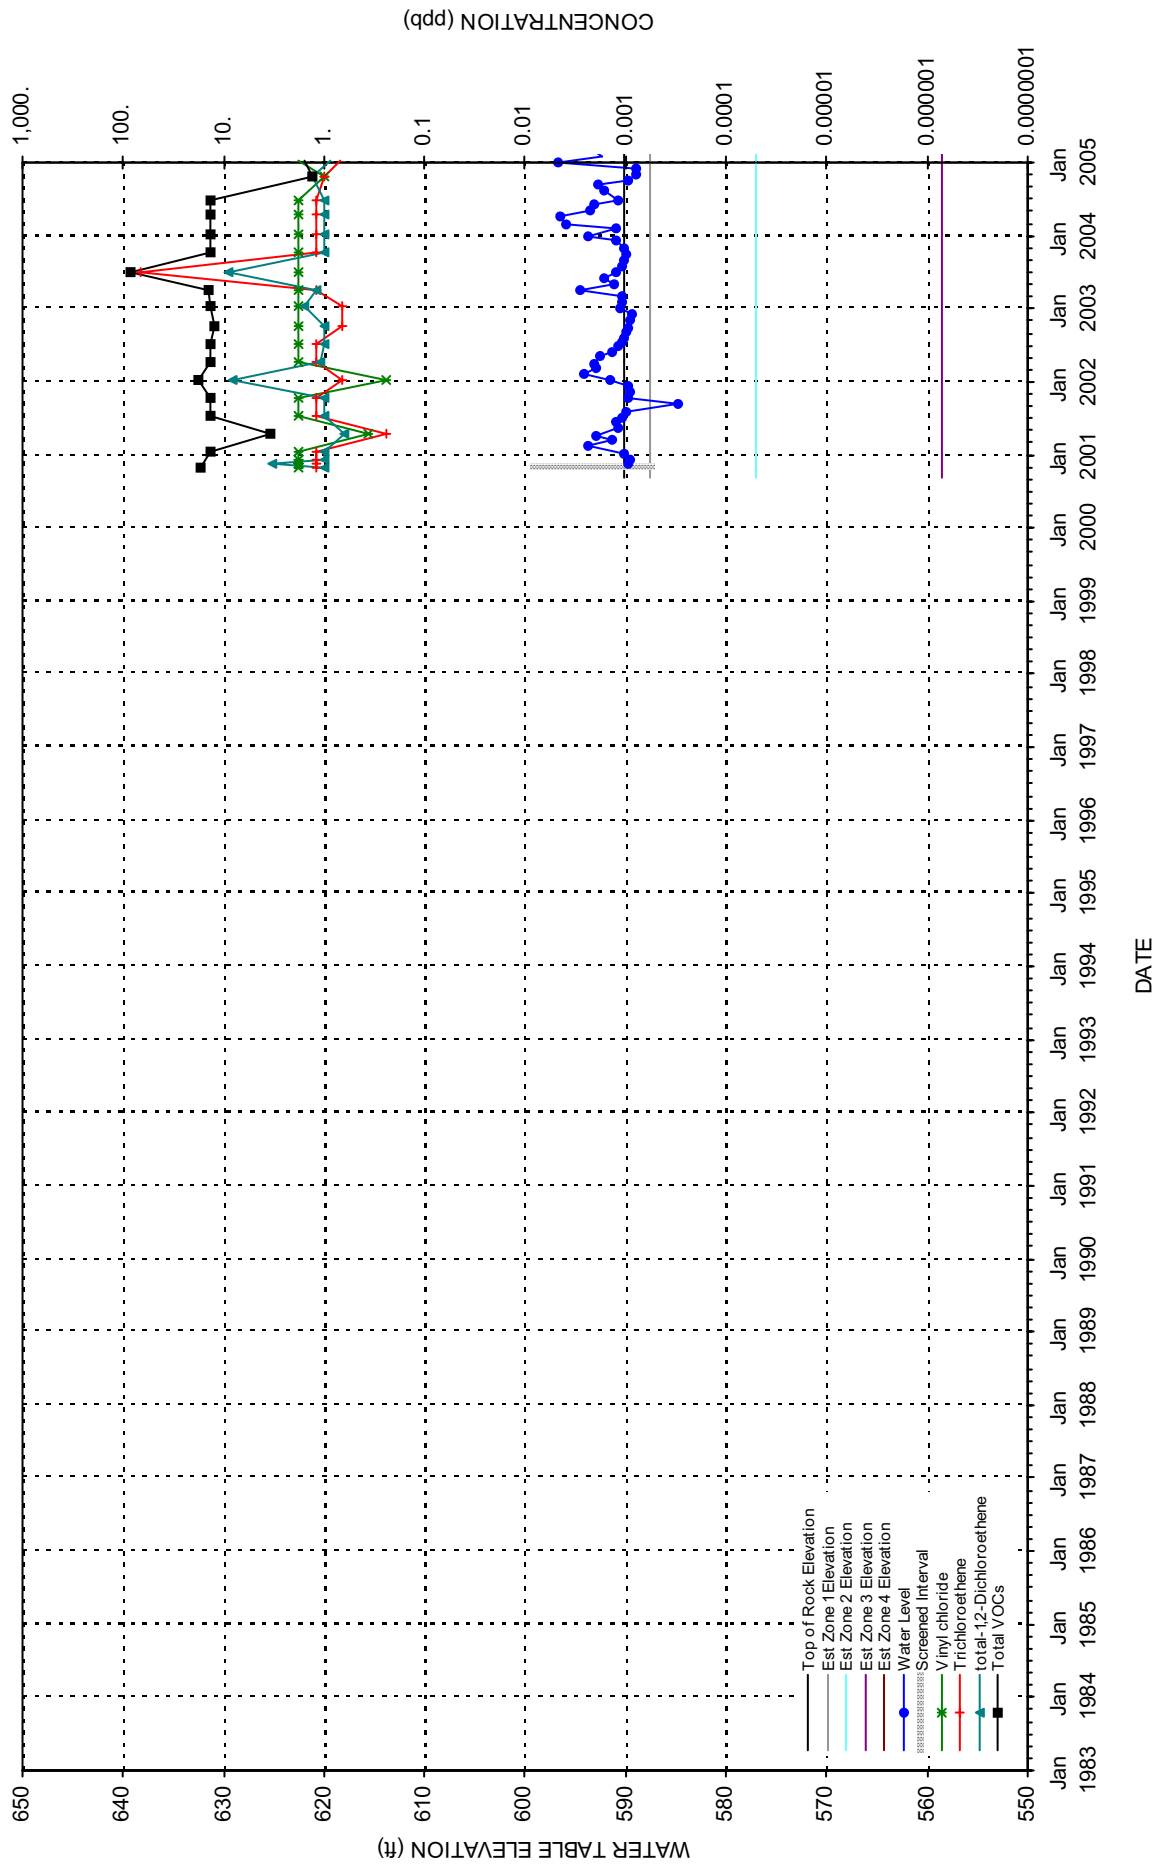 WATER TABLE ELEVATION (ft)
650
640
630
620
610
600
590
580
570
560
550
Top of Rock Elevation
Est Zone 1 Elevation
Est Zone 2 Elevation
Est Zone 3 Elevation
Est Zone 4 Elevation
Water Level
Screened Interval
Vinyl chloride
Trichloroethene
total-1,2-Dichloroethene
Total VOCs
Jan Jan Jan Jan Jan Jan Jan Jan Jan Jan Jan Jan Jan Jan Jan Jan Jan Jan Jan Jan Jan Jan Jan
1983 1984 1985 1986 1987 1988 1989 1990 1991 1992 1993 1994 1995 1996 1997 1998 1999 2000 2001 2002 2003 2004 2005
DATE
1,000.
100.
10.
1.
0.1
0.01
0.001
0.0001
0.00001
0.000001
0.0000001
CONCENTRATION (ppb)